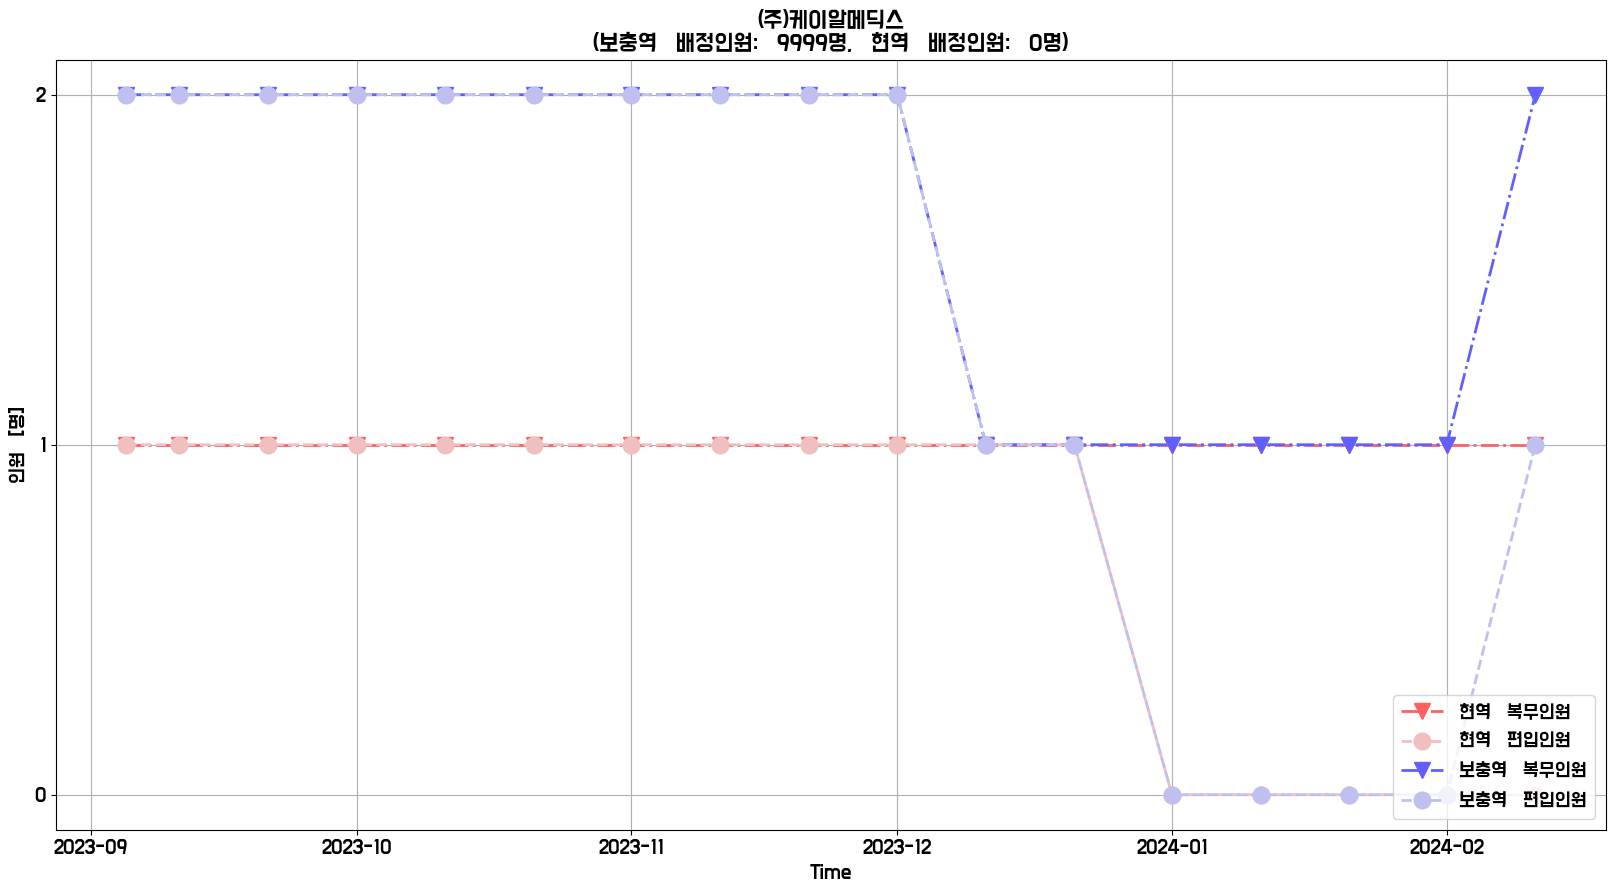 (주)케이알메딕스
(보충역 배정인원: 9999명, 현역 배정인원: 0명)
2
1
0
인원 [명]
2023-09
2023-10
2023-11
2023-12
2024-01
2024-02
Time
현역 복무인원
현역 편입인원
보충역 복무인원
보충역 편입인원